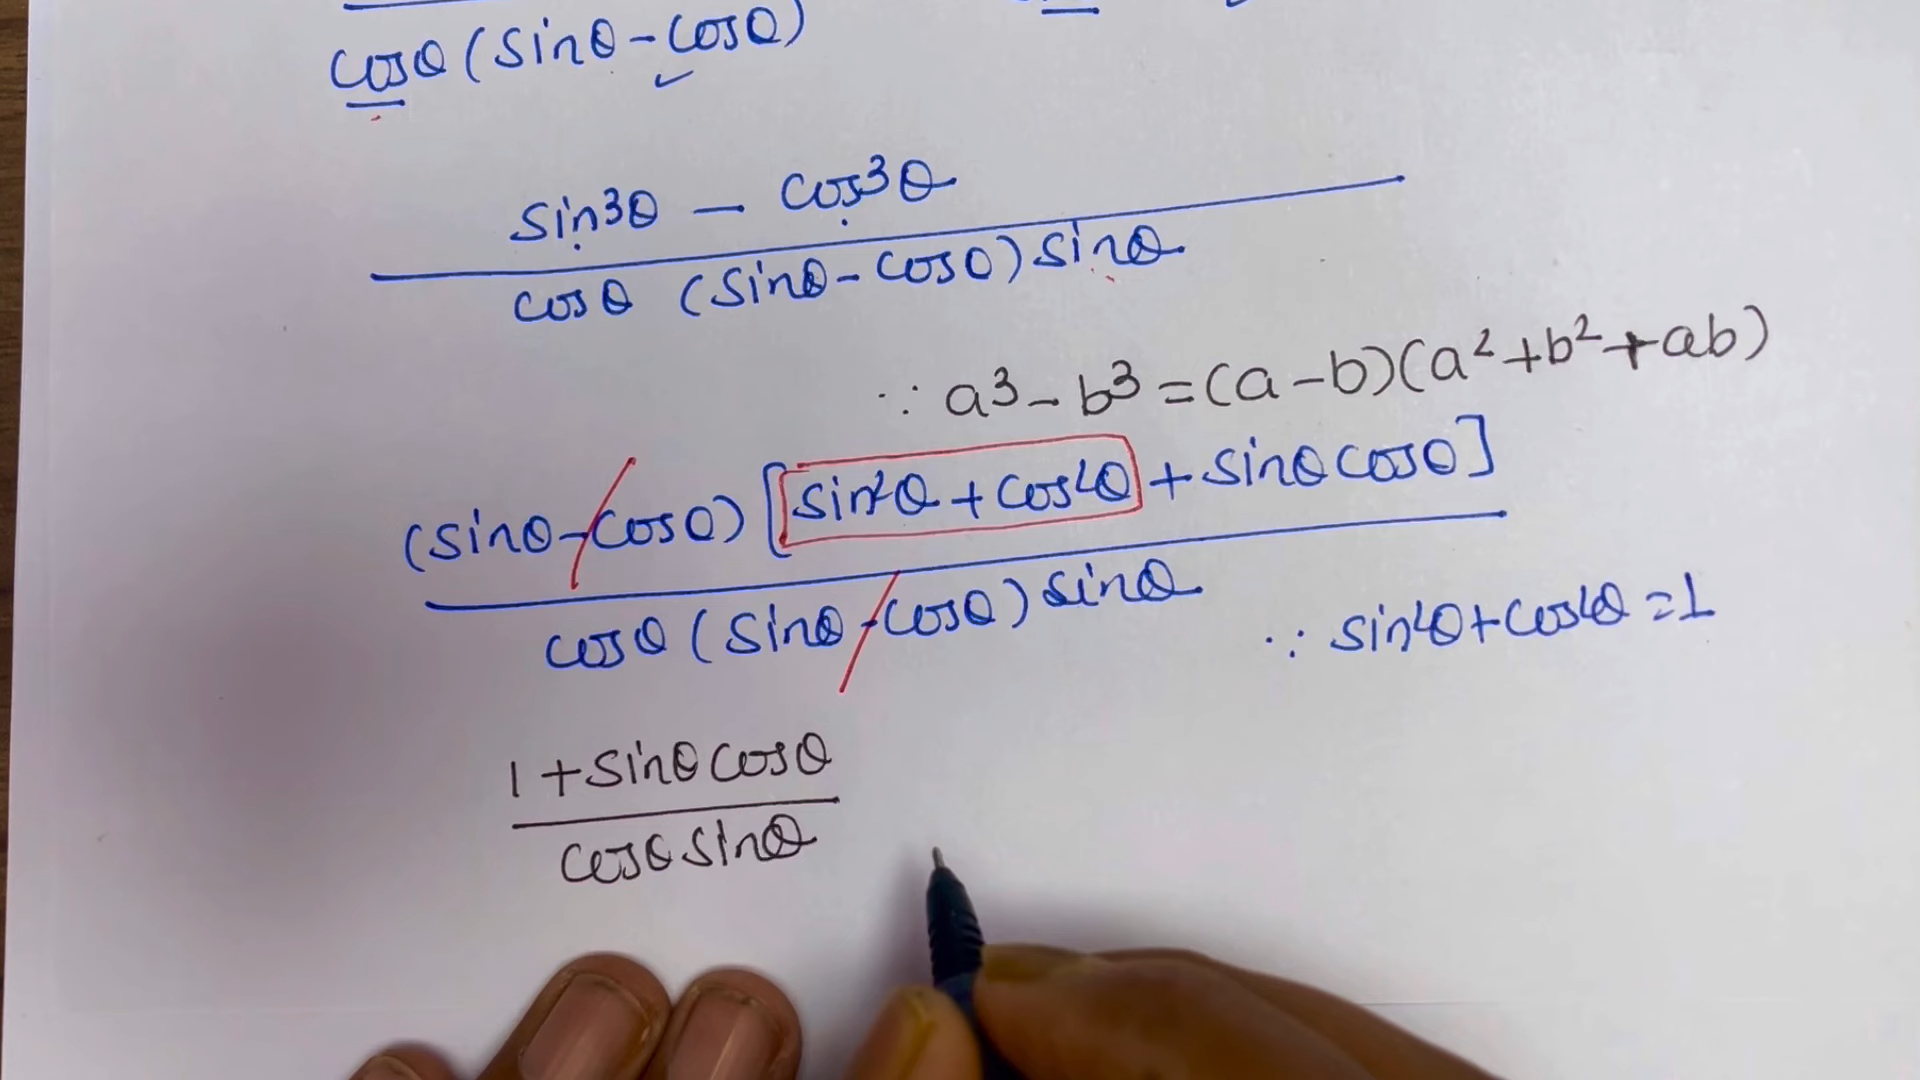 cosθ (sinθ - cosθ)
sin³θ - cos³θ
cosθ (sinθ - cosθ) sinθ
∵ a³ - b³ = (a - b)(a² + b² + ab)
(sinθ - cosθ) [sin²θ + cos²θ + sinθ cosθ]
cosθ (sinθ - cosθ) sinθ
∵ sin²θ + cos²θ = 1
1 + sinθ cosθ
cosθ sinθ